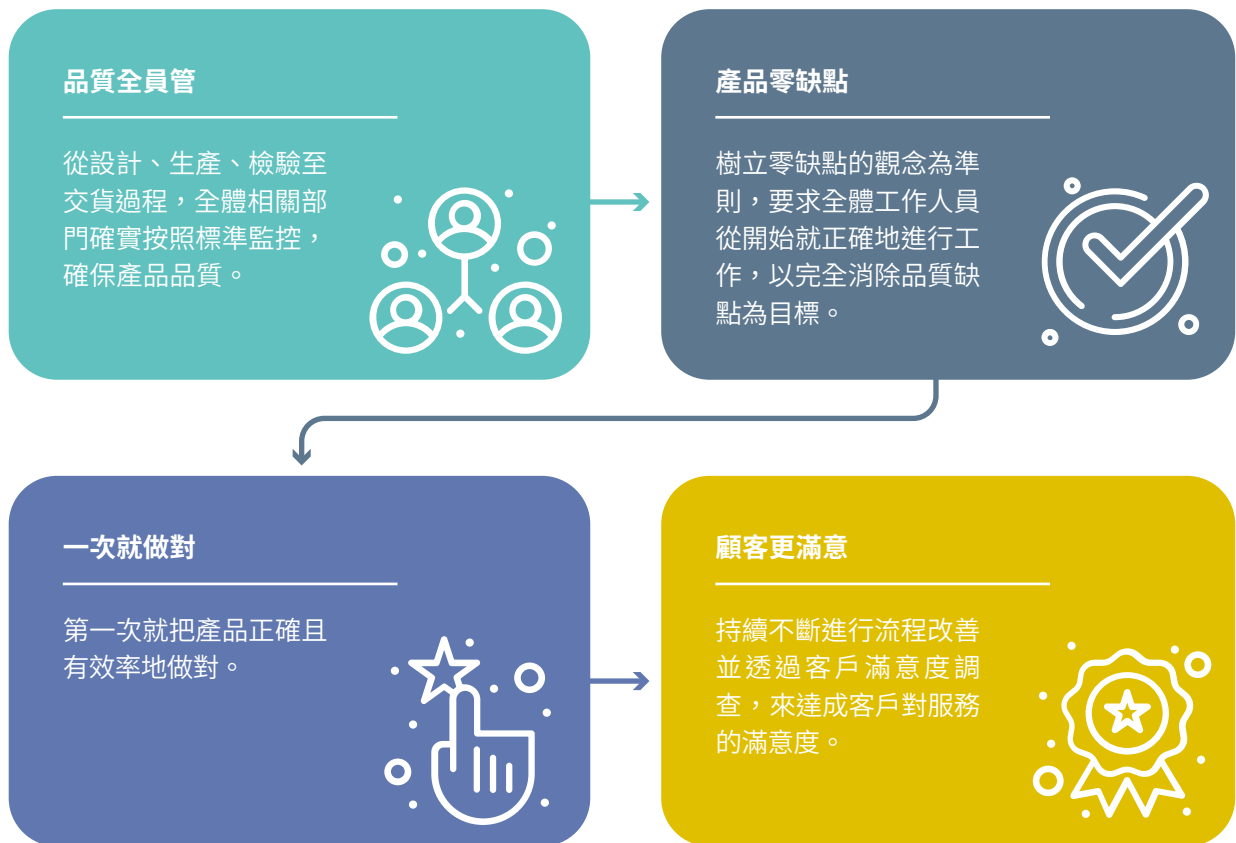 品質全員管
從設計、生產、檢驗至
交貨過程，全體相關部
門確實按照標準監控，
確保產品品質。
產品零缺點
樹立零缺點的觀念為準
則，要求全體工作人員
從開始就正確地進行工
作，以完全消除品質缺
點為目標。
一次就做對
第一次就把產品正確且
有效率地做對。
顧客更滿意
持續不斷進行流程改善
並透過客戶滿意度調
查，來達成客戶對服務
的滿意度。